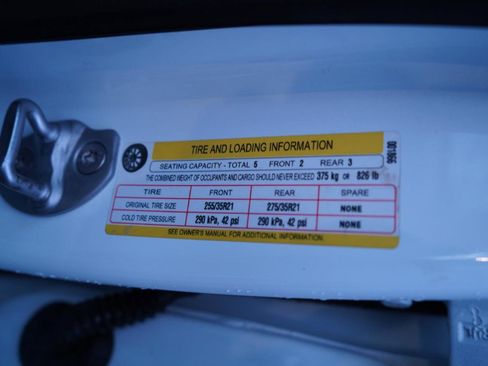 TIRE AND LOADING INFORMATION
SEATING CAPACITY - TOTAL 5 FRONT 2 REAR 3
THE COMBINED WEIGHT OF OCCUPANTS AND CARGO SHOULD NEVER EXCEED 375 kg OR 826 lb
TIRE FRONT REAR SPARE
ORIGINAL TIRE SIZE 255/35R21 275/35R21 NONE
COLD TIRE PRESSURE 290 kPa, 42 psi 290 kPa, 42 psi NONE
SEE OWNER'S MANUAL FOR ADDITIONAL INFORMATION.